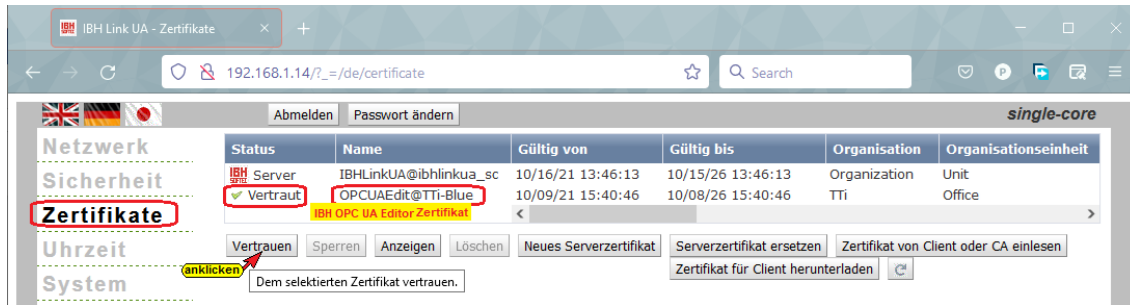 IBH SOFTEC IBH Link UA - Zertifikate
192.168.1.14/?_=/de/certificate
Search
P
Abmelden Passwort ändern single-core
Netzwerk
Sicherheit
Zertifikate
Uhrzeit
System
Status Name Gültig von Gültig bis Organisation Organisationseinheit
IBH SOFTEC Server IBHLinkUA@ibhlinkua_sc 10/16/21 13:46:13 10/15/26 13:46:13 Organization Unit
Vertraut OPCUAEdit@TTi-Blue 10/09/21 15:40:46 10/08/26 15:40:46 TTi Office
IBH OPC UA Editor Zertifikat
Vertrauen Sperren Anzeigen Löschen Neues Serverzertifikat Serverzertifikat ersetzen Zertifikat von Client oder CA einlesen
anklicken Dem selektierten Zertifikat vertrauen. Zertifikat für Client herunterladen